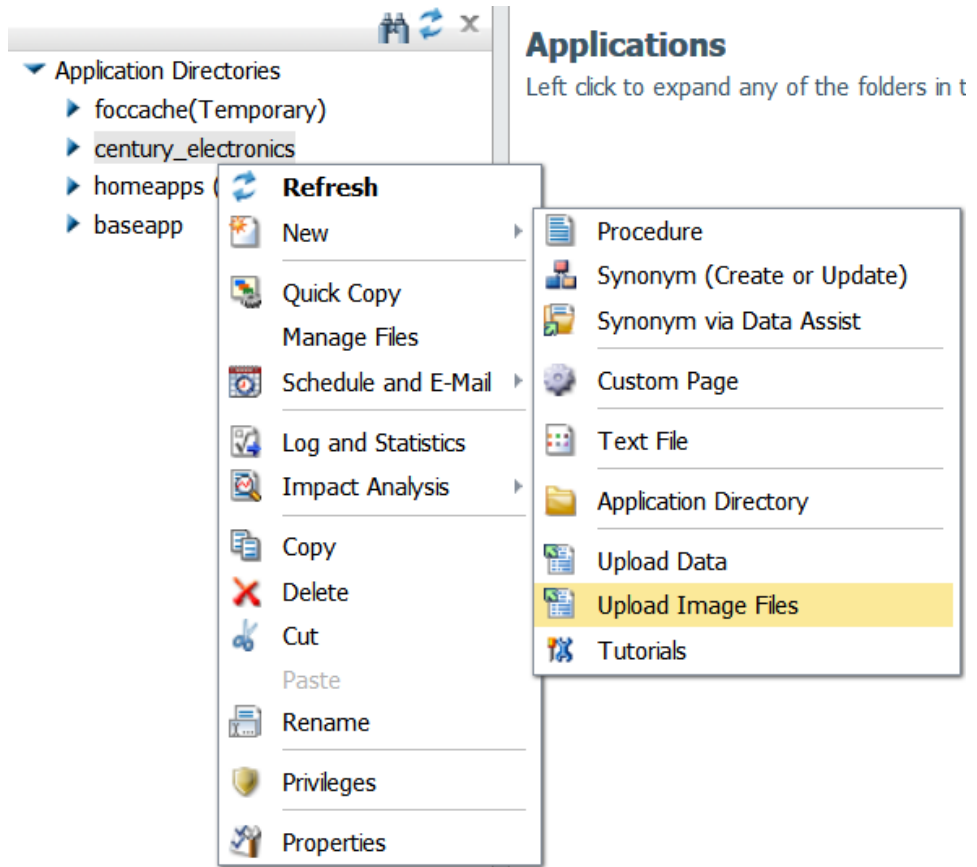 Applications
Left click to expand any of the folders in t
Application Directories
foccache(Temporary)
century_electronics
homeapps (
baseapp
Refresh
New
Quick Copy
Manage Files
Schedule and E-Mail
Log and Statistics
Impact Analysis
Copy
Delete
Cut
Paste
Rename
Privileges
Properties
Procedure
Synonym (Create or Update)
Synonym via Data Assist
Custom Page
Text File
Application Directory
Upload Data
Upload Image Files
Tutorials